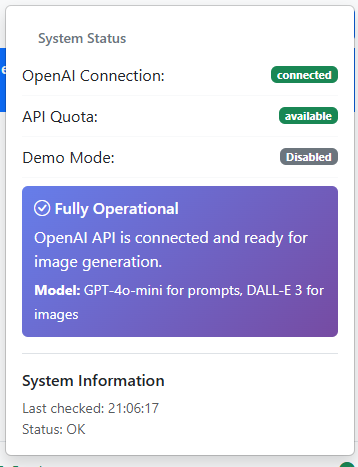 System Status
OpenAI Connection: connected
API Quota: available
Demo Mode: Disabled
Fully Operational
OpenAI API is connected and ready for
image generation.
Model: GPT-4o-mini for prompts, DALL-E 3 for
images
System Information
Last checked: 21:06:17
Status: OK